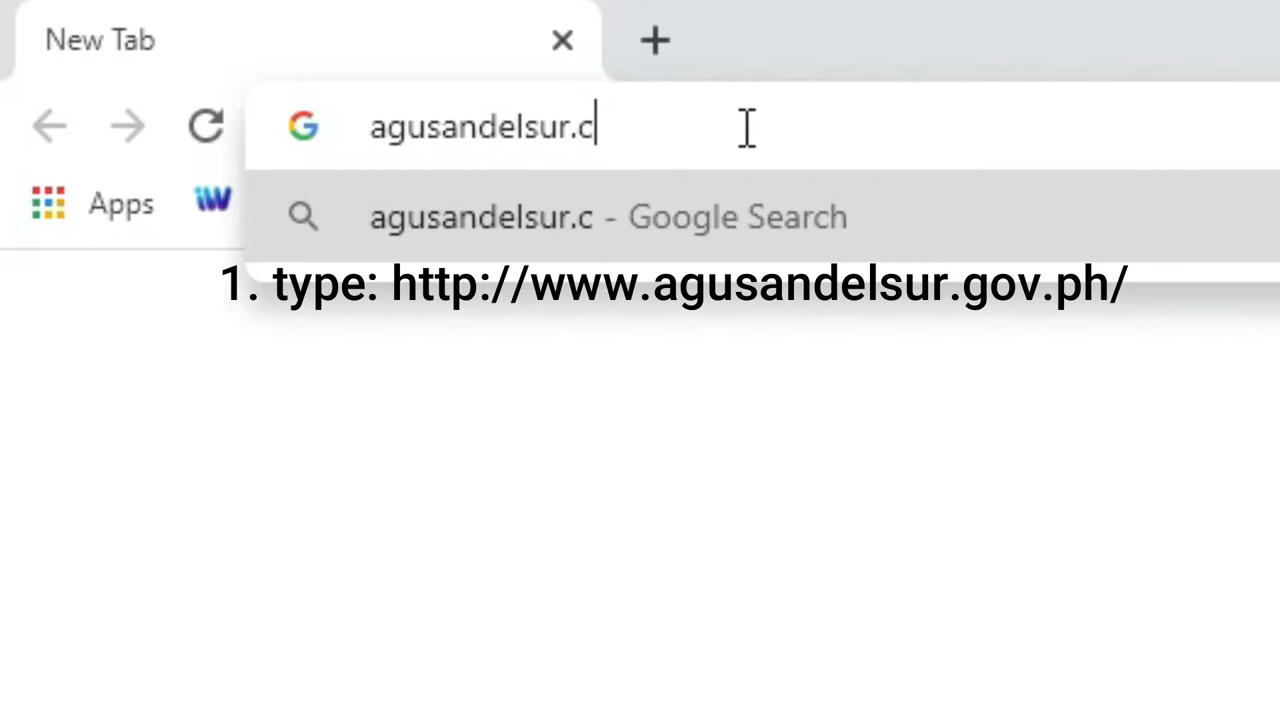 New Tab
agusandelsur.c
Apps
agusandelsur.c - Google Search
1. type: http://www.agusandelsur.gov.ph/